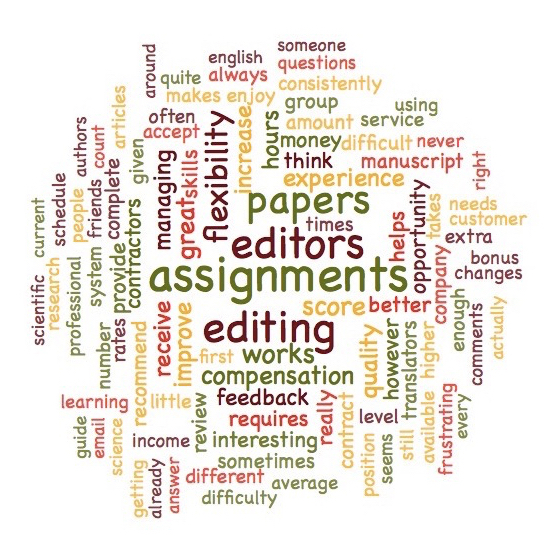 someone
around
english
questions
quite
always
consistently
makes
enjoy
articles
group
using
often
amount
service
authors
count
accept
flexibility
increase
hours
money
difficult
never
given
managing
skills
think
manuscript
right
complete
experience
schedule
people
friends
great
papers
opportunity
takes
needs
current
contractors
times
helps
customer
system
provide
editors
extra
scientific
research
professional
assignments
company
bonus
changes
score
better
enough
number
rates
recommend
receive
improve
editing
quality
however
translators
higher
comments
actually
first
works
compensation
learning
little
feedback
really
contract
level
available
frustrating
every
guide
email
science
review
requires
income
interesting
position
seems
still
getting
already
answer
sometimes
different
average
difficulty